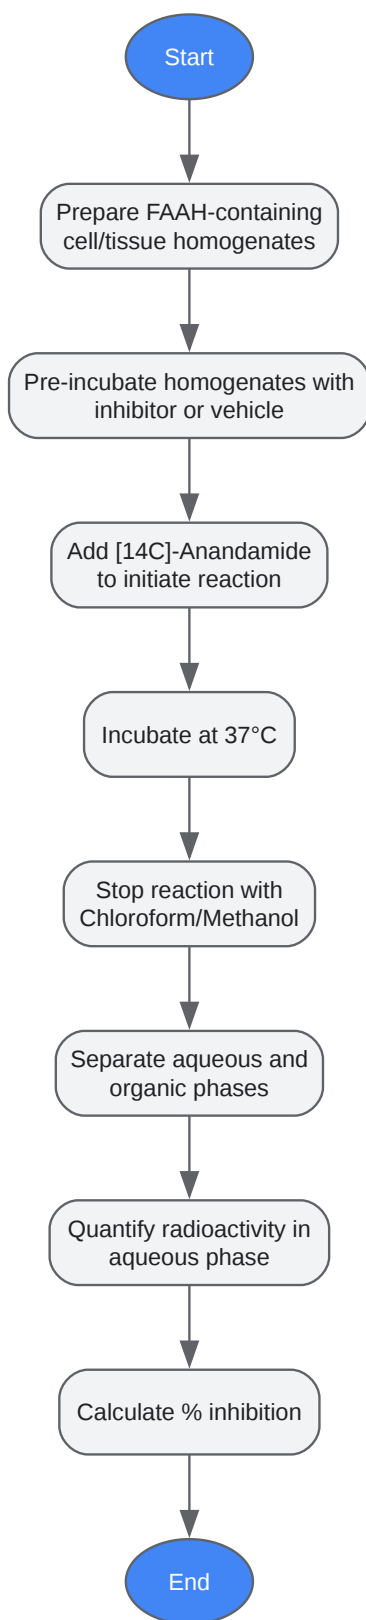 Start
Prepare FAAH-containing
cell/tissue homogenates
Pre-incubate homogenates with
inhibitor or vehicle
Add [14C]-Anandamide
to initiate reaction
Incubate at 37°C
Stop reaction with
Chloroform/Methanol
Separate aqueous and
organic phases
Quantify radioactivity in
aqueous phase
Calculate % inhibition
End